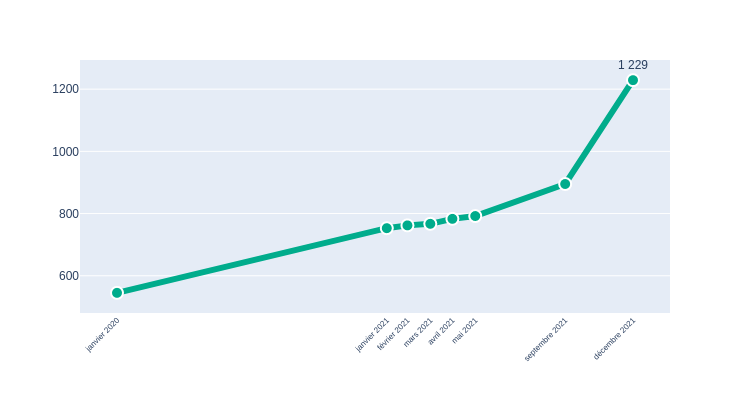 1 229
1200
1000
800
600
janvier 2020
janvier 2021
février 2021
mars 2021
avril 2021
mai 2021
septembre 2021
décembre 2021